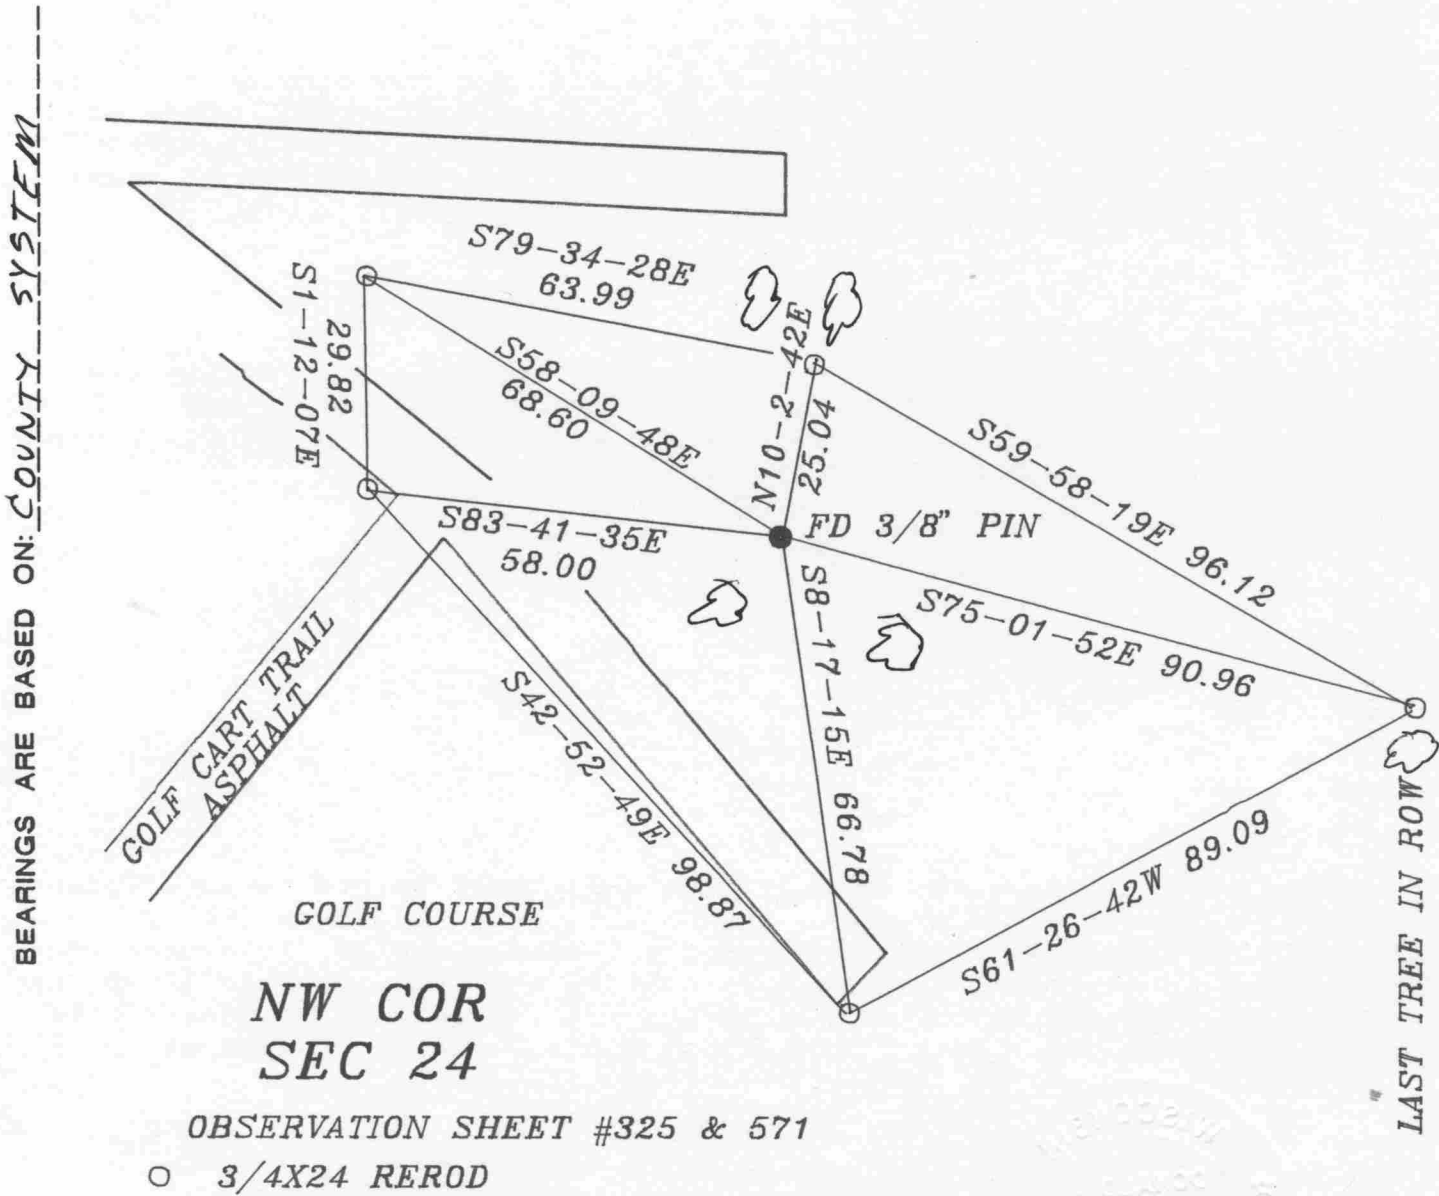 BEARINGS ARE BASED ON: COUNTY SYSTEM
S79-34-28E
63.99
S1-12-07E
29.82
S58-09-48E
68.60
N10-2-42E
25.04
S59-58-19E 96.12
FD 3/8" PIN
S83-41-35E
58.00
S75-01-52E 90.96
S8-17-15E 66.78
GOLF CART TRAIL
ASPHALT
S42-52-49E 98.87
S61-26-42W 89.09
LAST TREE IN ROW
GOLF COURSE
NW COR
SEC 24
OBSERVATION SHEET #325 & 571
3/4X24 REROD